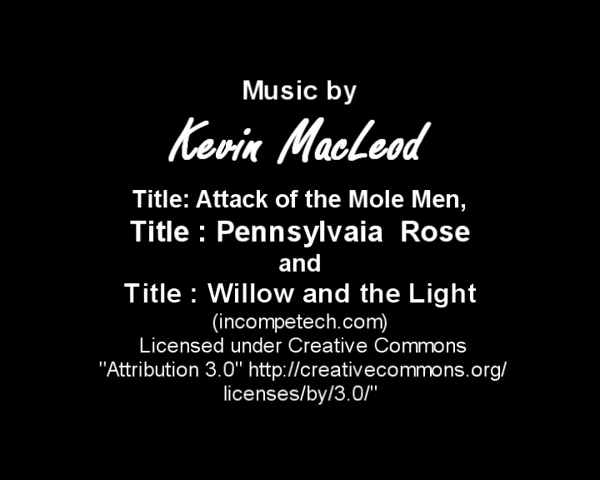 Music by
Kevin MacLeod
Title: Attack of the Mole Men,
Title : Pennsylvaia Rose
and
Title : Willow and the Light
(incompetech.com)
Licensed under Creative Commons
"Attribution 3.0" http://creativecommons.org/
licenses/by/3.0/"